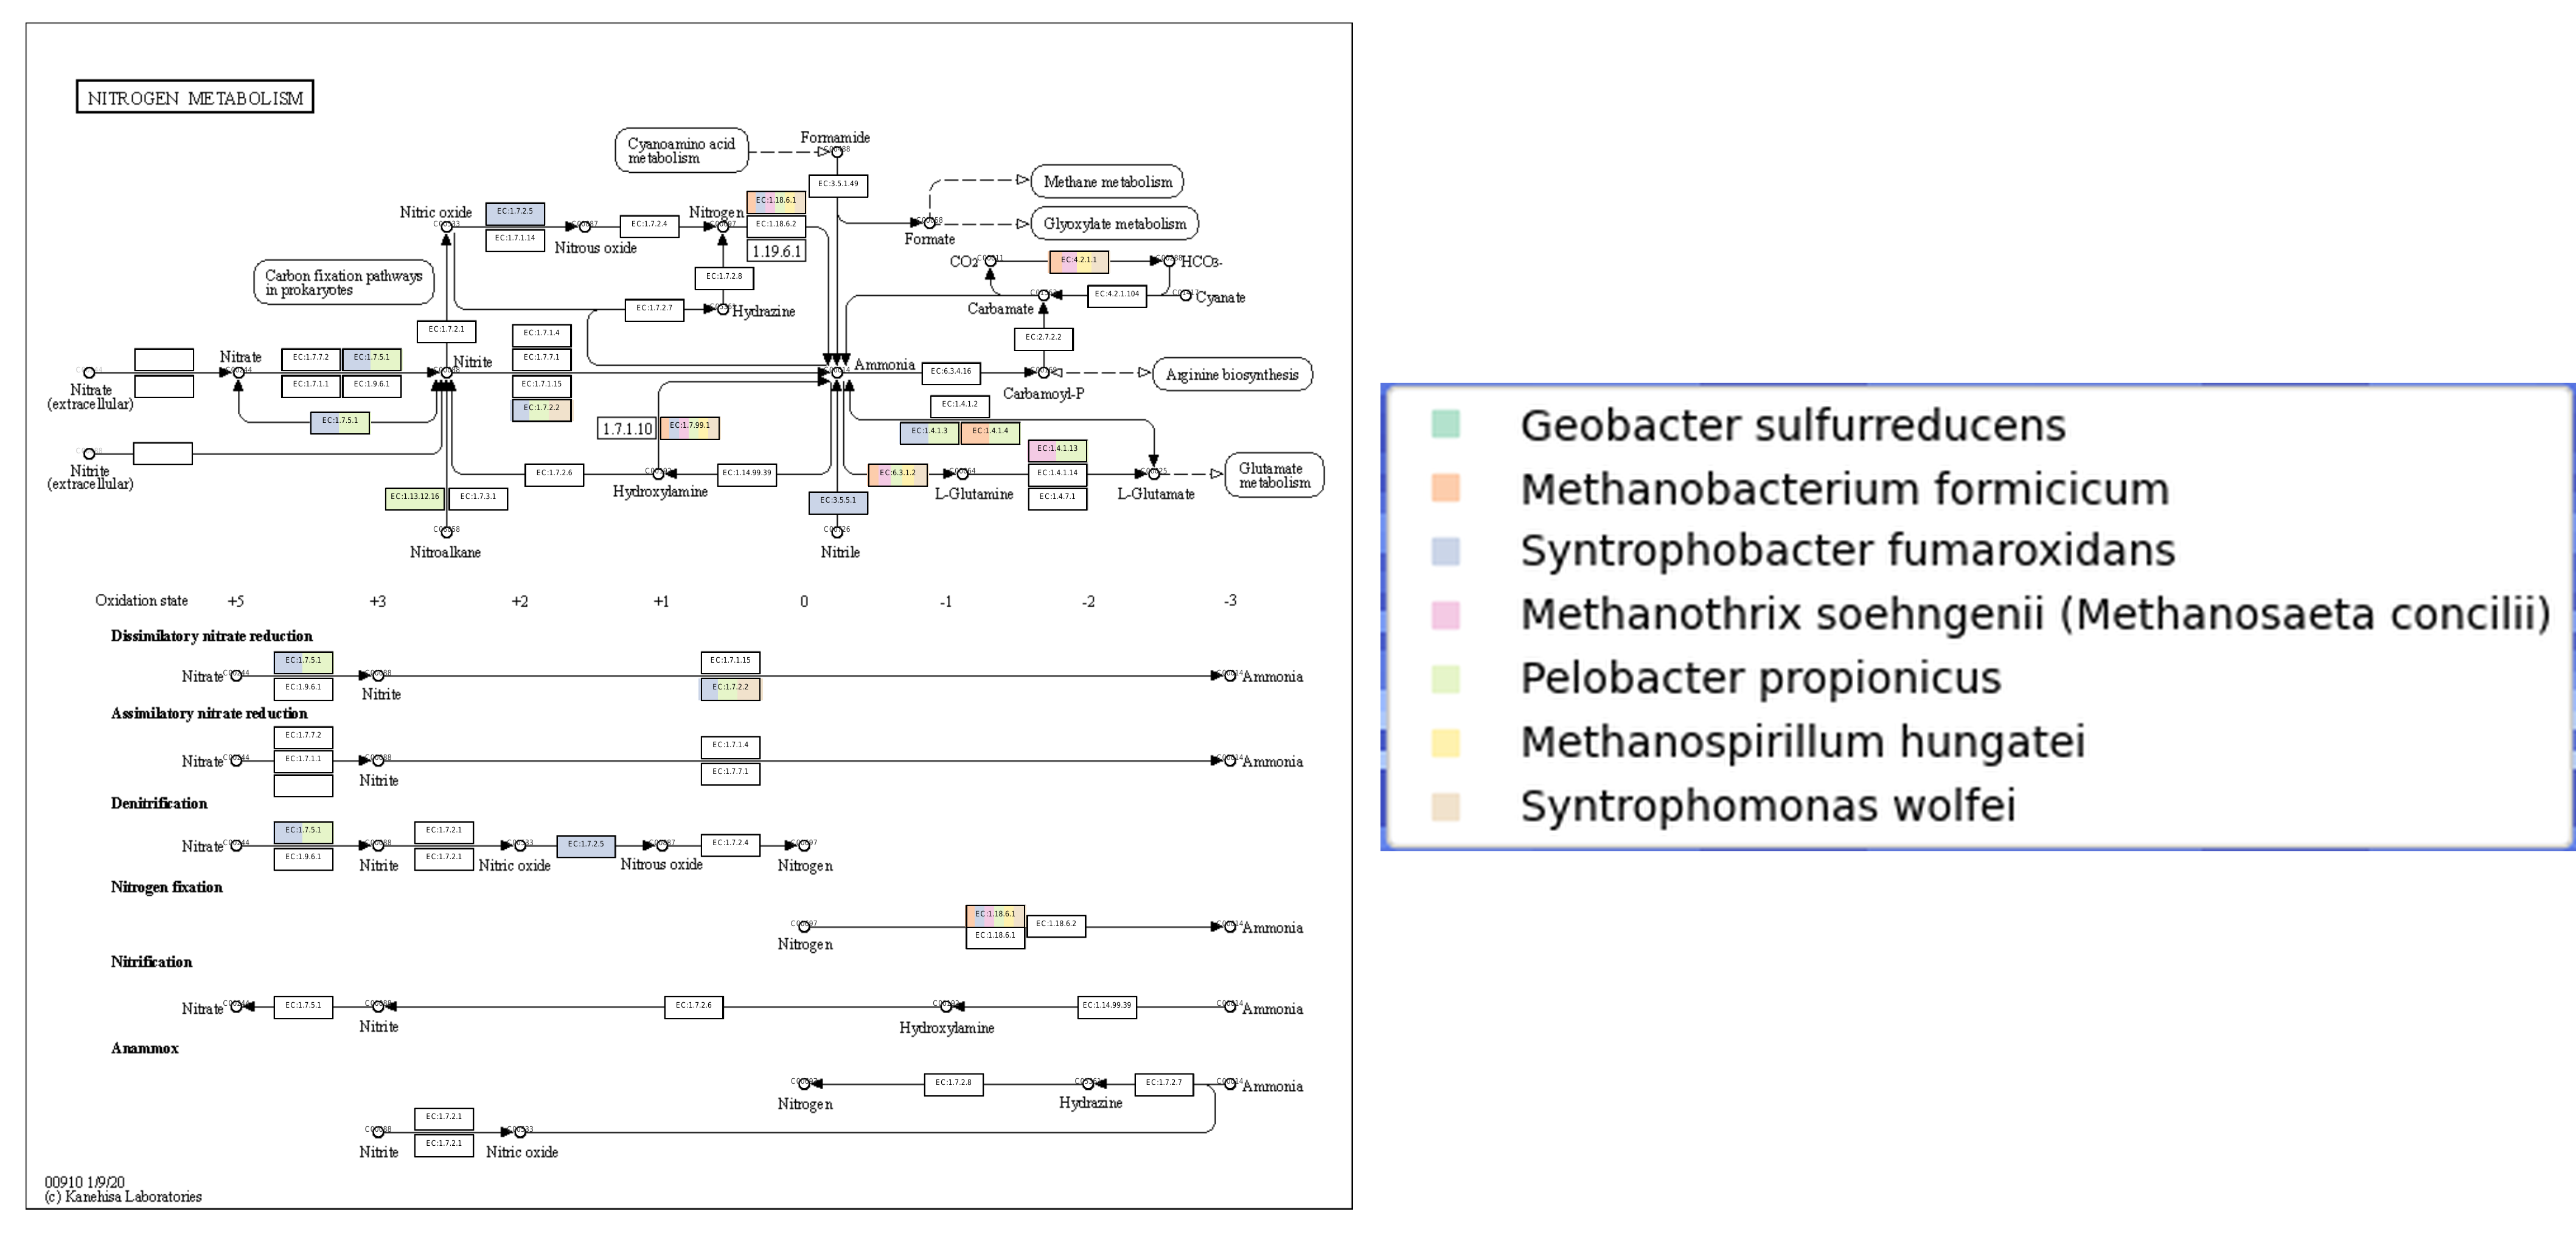 NITROGEN METABOLISM
Cyanoamino acid
metabolism
Formamide
EC:3.5.1.49
Methane metabolism
Glyoxylate metabolism
Formate
Nitric oxide
EC:1.7.2.5
EC:1.7.1.14
Nitrous oxide
EC:1.7.2.4
Nitrogen
EC:1.18.6.1
EC:1.18.6.2
1.19.6.1
CO2
EC:4.2.1.1
HCO3-
Carbon fixation pathways
in prokaryotes
EC:1.7.2.8
EC:1.7.2.7
Hydrazine
Carbamate
EC:4.2.1.104
Cyanate
EC:1.7.2.1
EC:1.7.1.4
EC:2.7.2.2
Nitrate
EC:1.7.7.2
EC:1.7.5.1
Nitrite
EC:1.7.7.1
Ammonia
EC:6.3.4.16
Arginine biosynthesis
Nitrate
(extracellular)
EC:1.7.1.1
EC:1.9.6.1
EC:1.7.1.15
Carbamoyl-P
EC:1.7.5.1
EC:1.7.2.2
EC:1.4.1.2
1.7.1.10
EC:1.7.99.1
EC:1.4.1.3
EC:1.4.1.4
EC:1.4.1.13
Nitrite
(extracellular)
EC:1.7.2.6
EC:1.14.99.39
EC:6.3.1.2
EC:1.4.1.14
Glutamate
metabolism
Hydroxylamine
L-Glutamine
L-Glutamate
EC:1.13.12.16
EC:1.7.3.1
EC:3.5.5.1
EC:1.4.7.1
Nitroalkane
Nitrile
Oxidation state +5 +3 +2 +1 0 -1 -2 -3
Dissimilatory nitrate reduction
Nitrate
EC:1.7.5.1
EC:1.9.6.1
Nitrite
EC:1.7.1.15
EC:1.7.2.2
Ammonia
Assimilatory nitrate reduction
Nitrate
EC:1.7.7.2
EC:1.7.1.1
Nitrite
EC:1.7.1.4
EC:1.7.7.1
Ammonia
Denitrification
Nitrate
EC:1.7.5.1
EC:1.9.6.1
Nitrite
EC:1.7.2.1
EC:1.7.2.1
Nitric oxide
EC:1.7.2.5
Nitrous oxide
EC:1.7.2.4
Nitrogen
Nitrogen fixation
Nitrogen
EC:1.18.6.1
EC:1.18.6.1
EC:1.18.6.2
Ammonia
Nitrification
Nitrate
EC:1.7.5.1
Nitrite
EC:1.7.2.6
Hydroxylamine
EC:1.14.99.39
Ammonia
Anammox
Nitrogen
EC:1.7.2.8
Hydrazine
EC:1.7.2.7
Ammonia
Nitrite
EC:1.7.2.1
EC:1.7.2.1
Nitric oxide
00910 1/9/20
(c) Kanehisa Laboratories
Geobacter sulfurreducens
Methanobacterium formicicum
Syntrophobacter fumaroxidans
Methanothrix soehngenii (Methanosaeta concilii)
Pelobacter propionicus
Methanospirillum hungatei
Syntrophomonas wolfei